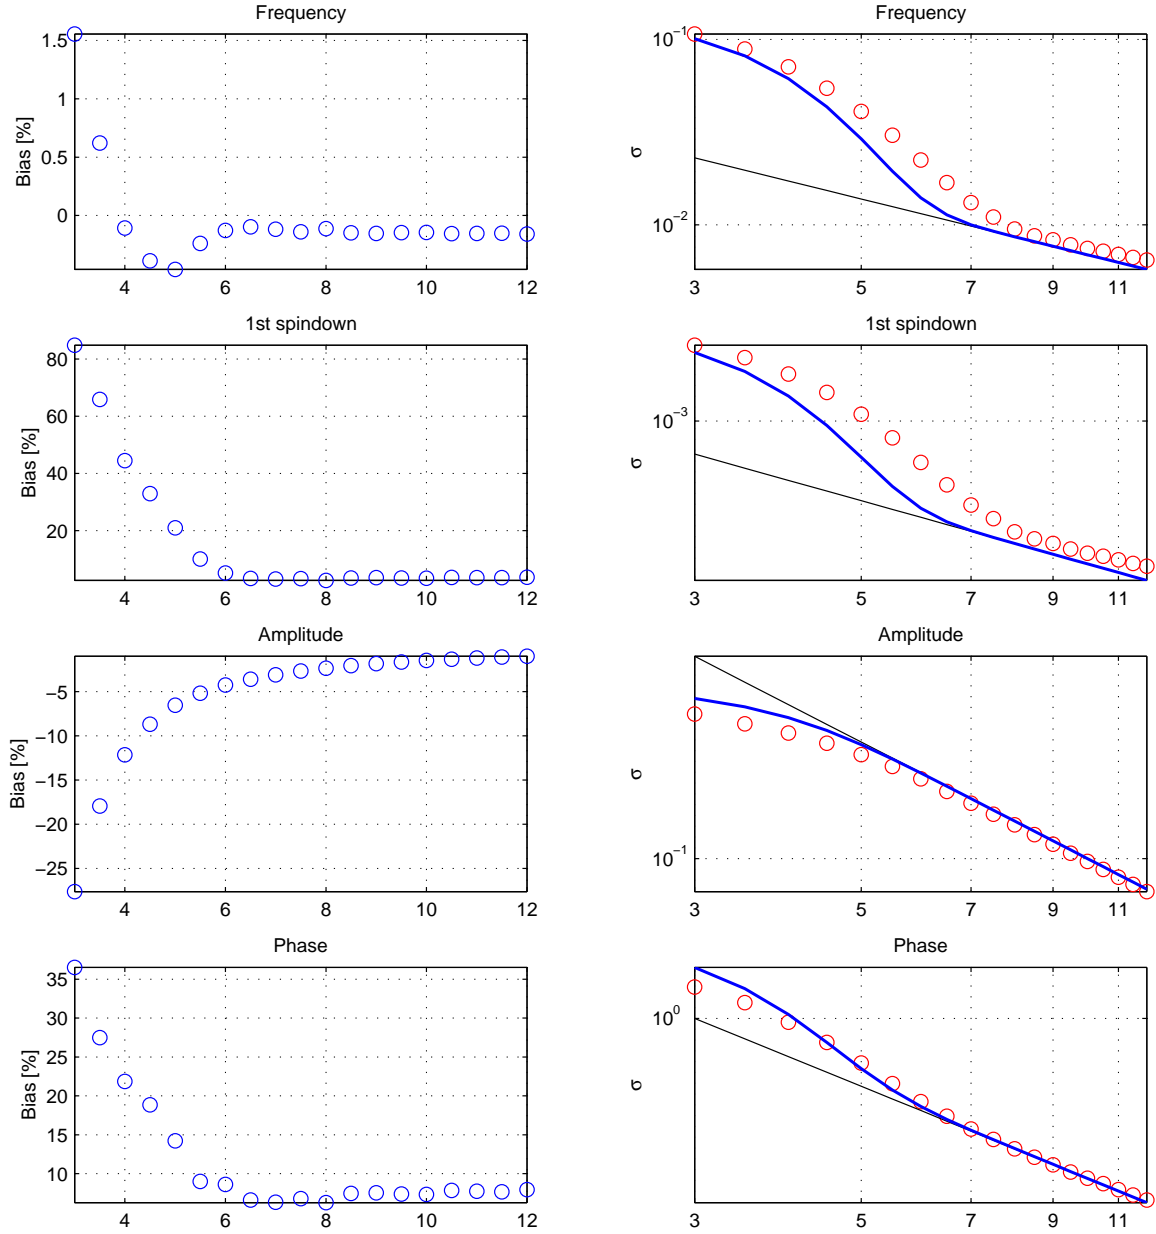 Frequency
Bias [%]
1.5
1
0.5
0
4 6 8 10 12
Frequency
σ
10⁻¹
10⁻²
3 5 7 9 11
1st spindown
Bias [%]
80
60
40
20
4 6 8 10 12
1st spindown
σ
10⁻³
3 5 7 9 11
Amplitude
Bias [%]
−5
−10
−15
−20
−25
4 6 8 10 12
Amplitude
σ
10⁻¹
3 5 7 9 11
Phase
Bias [%]
35
30
25
20
15
10
4 6 8 10 12
Phase
σ
10⁰
3 5 7 9 11